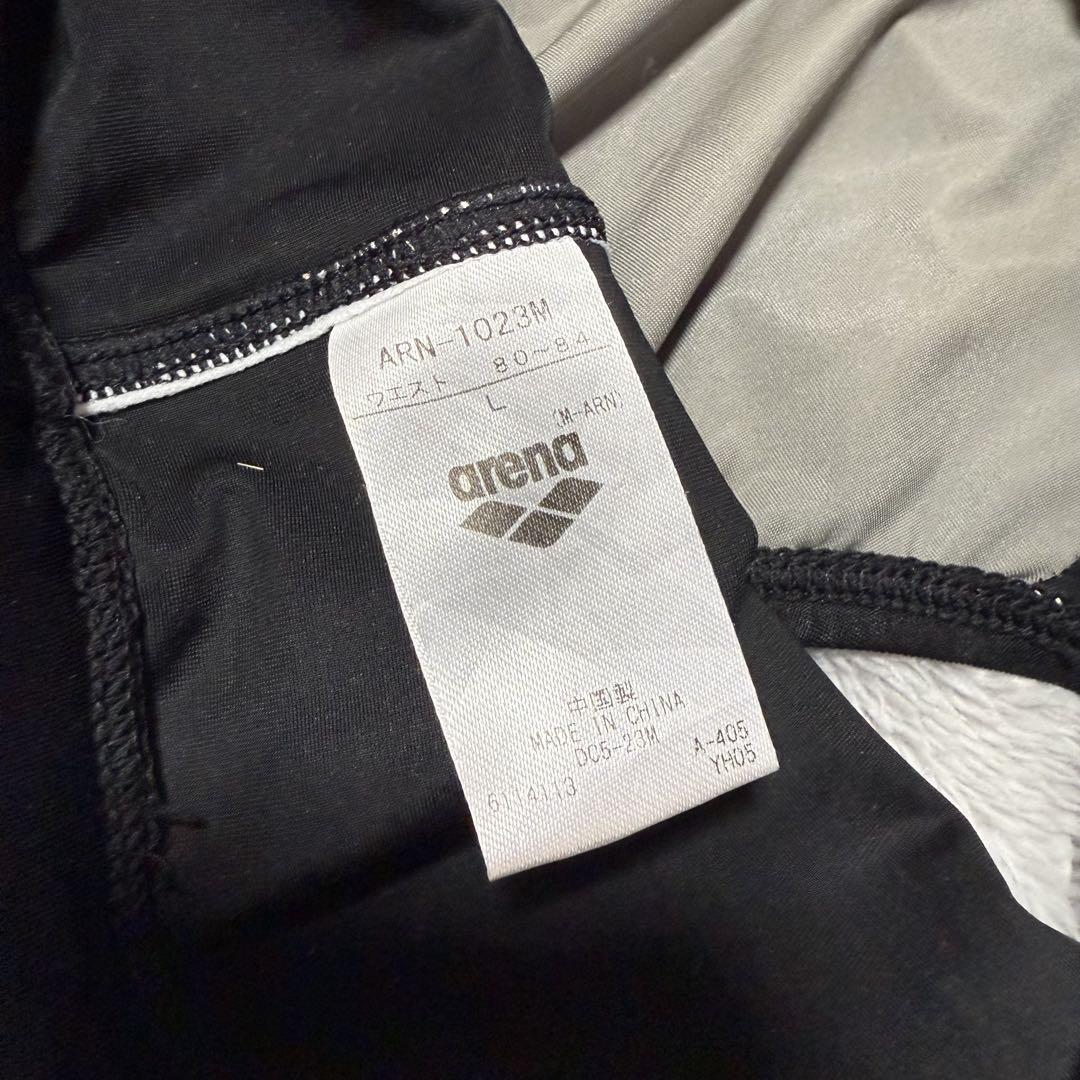 ARN-1023M
ウエスト 80~84
L
(M-ARN)
arena
中国製
MADE IN CHINA
DC5-23M
A-405
YH05
6114113